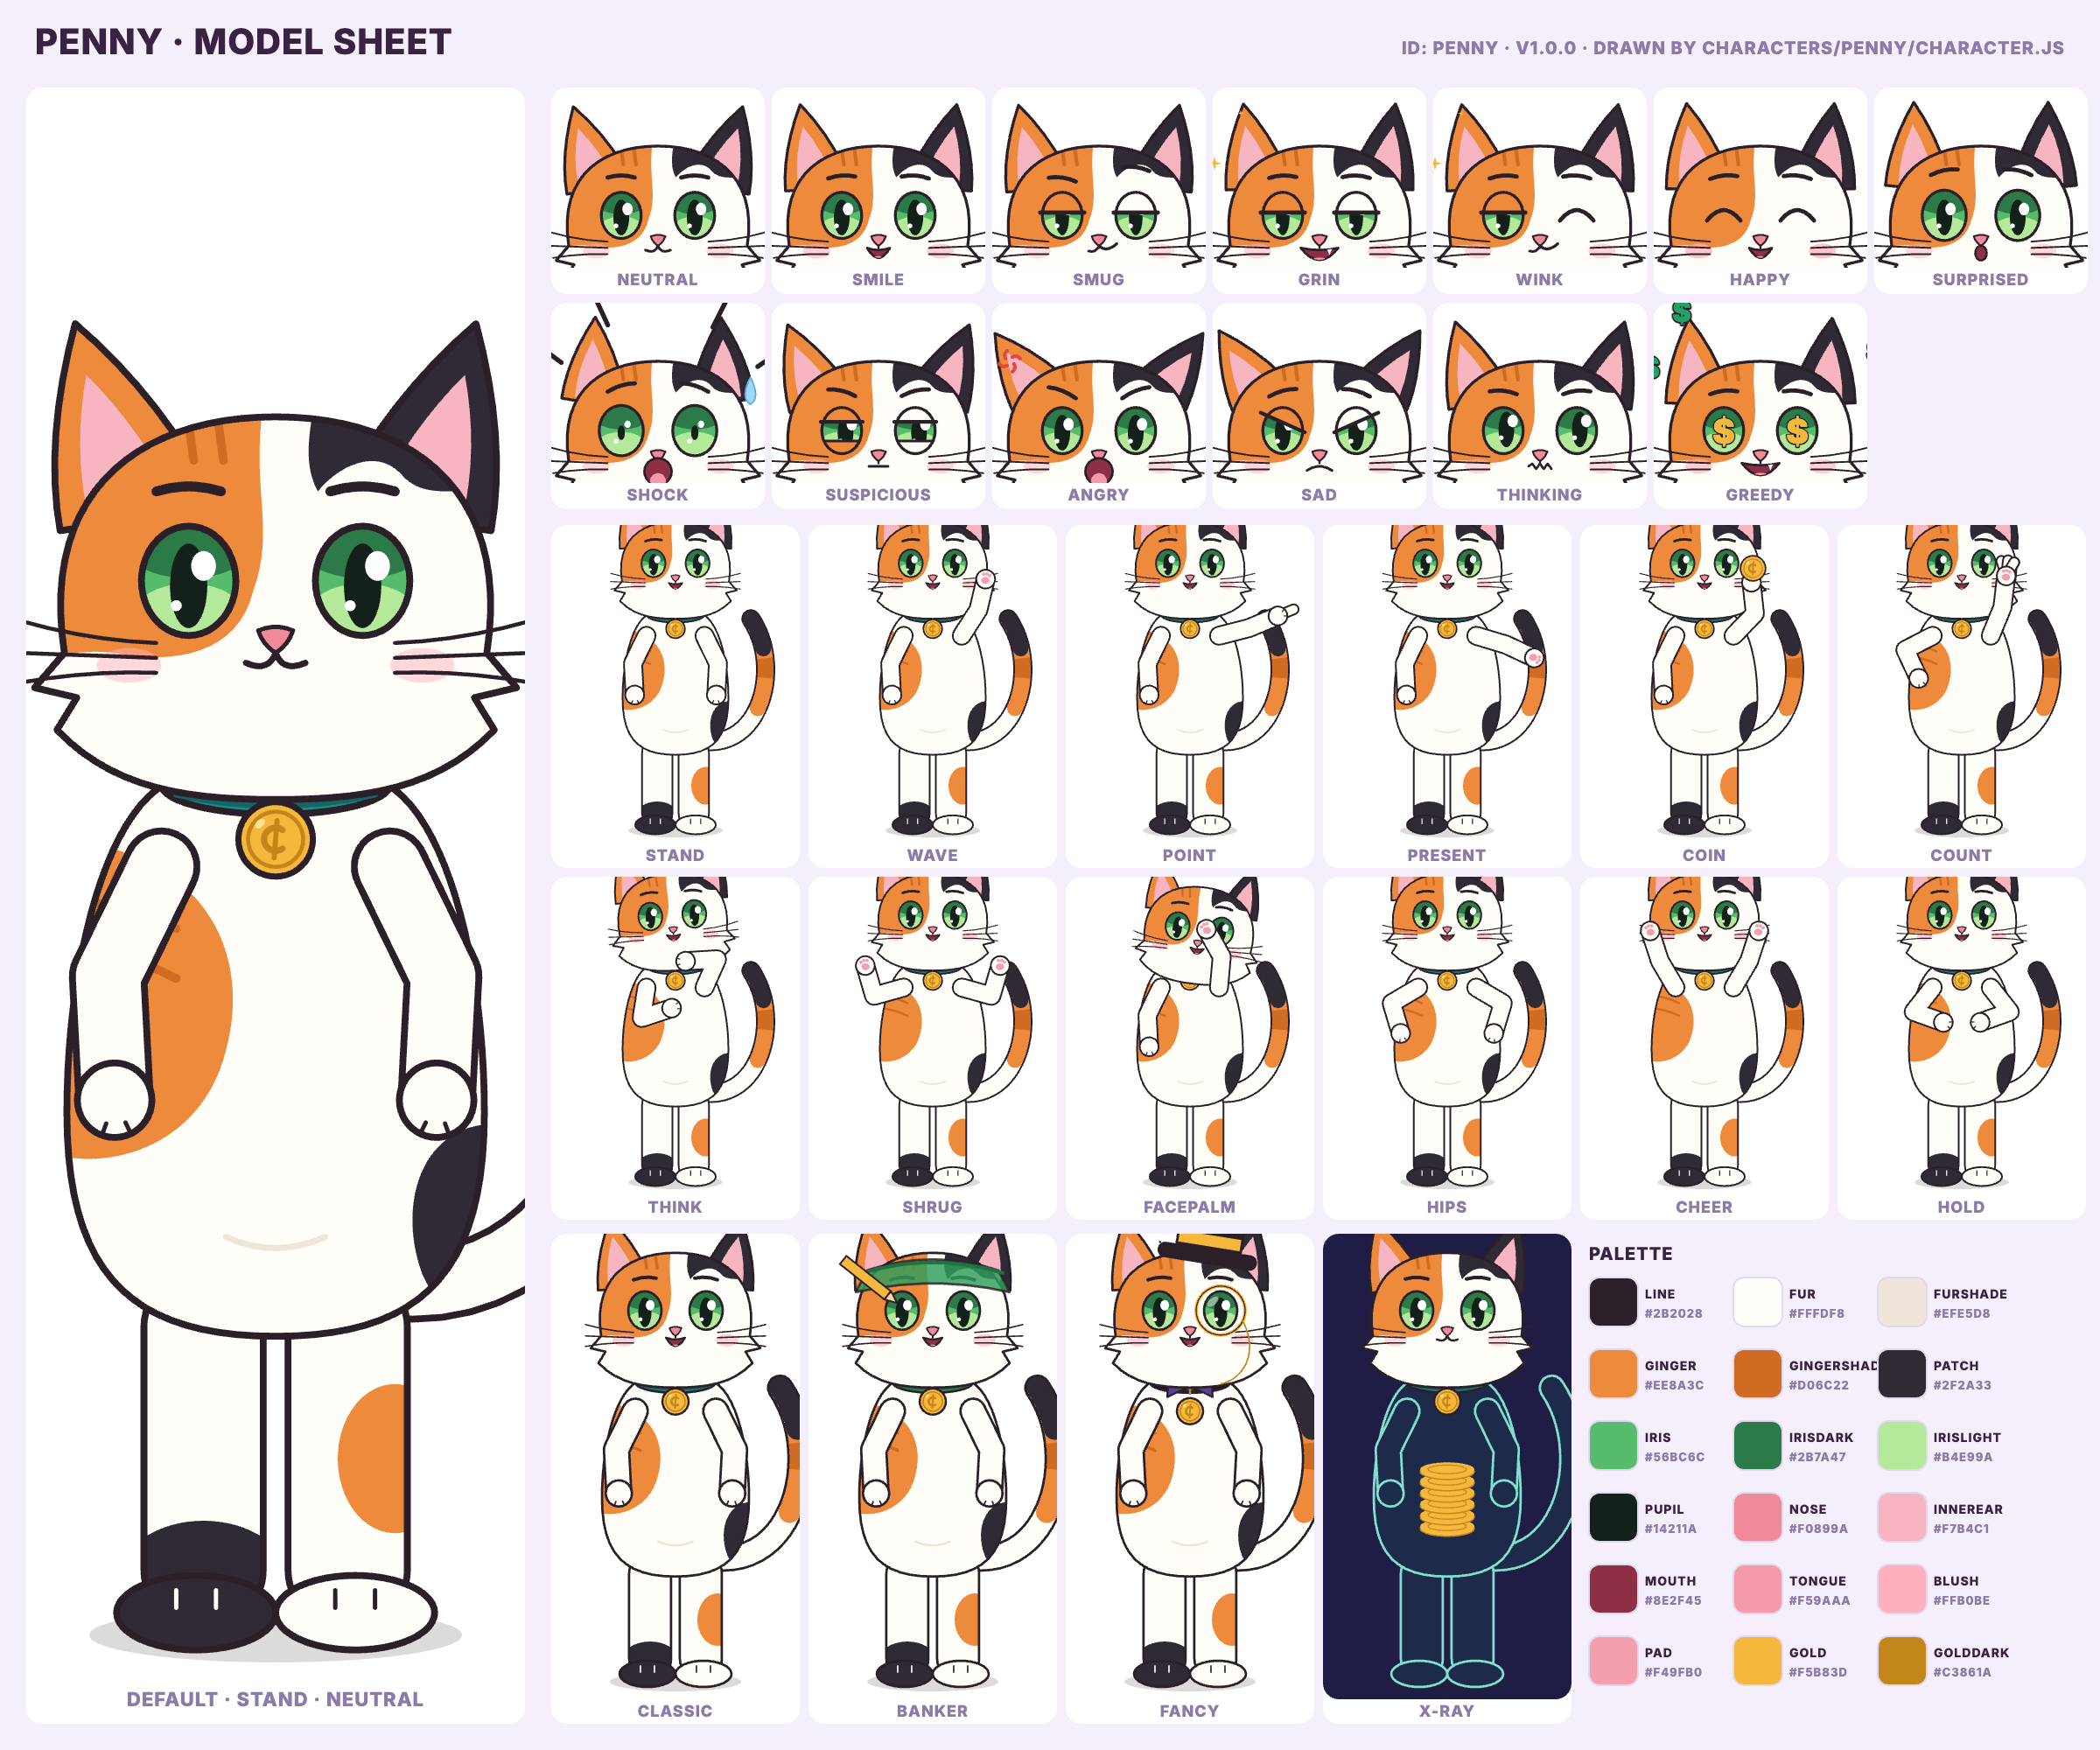 PENNY · MODEL SHEET
ID: PENNY · V1.0.0 · DRAWN BY CHARACTERS/PENNY/CHARACTER.JS
NEUTRAL
SMILE
SMUG
GRIN
WINK
HAPPY
SURPRISED
$
$
$ $
SHOCK
SUSPICIOUS
ANGRY
SAD
THINKING
GREEDY
STAND
WAVE
POINT
PRESENT
COIN
COUNT
THINK
SHRUG
FACEPALM
HIPS
CHEER
HOLD
¢
DEFAULT · STAND · NEUTRAL
CLASSIC
BANKER
FANCY
X-RAY
PALETTE
LINE
#2B2028
FUR
#FFFDF8
FURSHADE
#EFE5D8
GINGER
#EE8A3C
GINGERSHAD
#D06C22
PATCH
#2F2A33
IRIS
#56BC6C
IRISDARK
#2B7A47
IRISLIGHT
#B4E99A
PUPIL
#14211A
NOSE
#F0899A
INNEREAR
#F7B4C1
MOUTH
#8E2F45
TONGUE
#F59AAA
BLUSH
#FFB0BE
PAD
#F49FB0
GOLD
#F5B83D
GOLDDARK
#C3861A